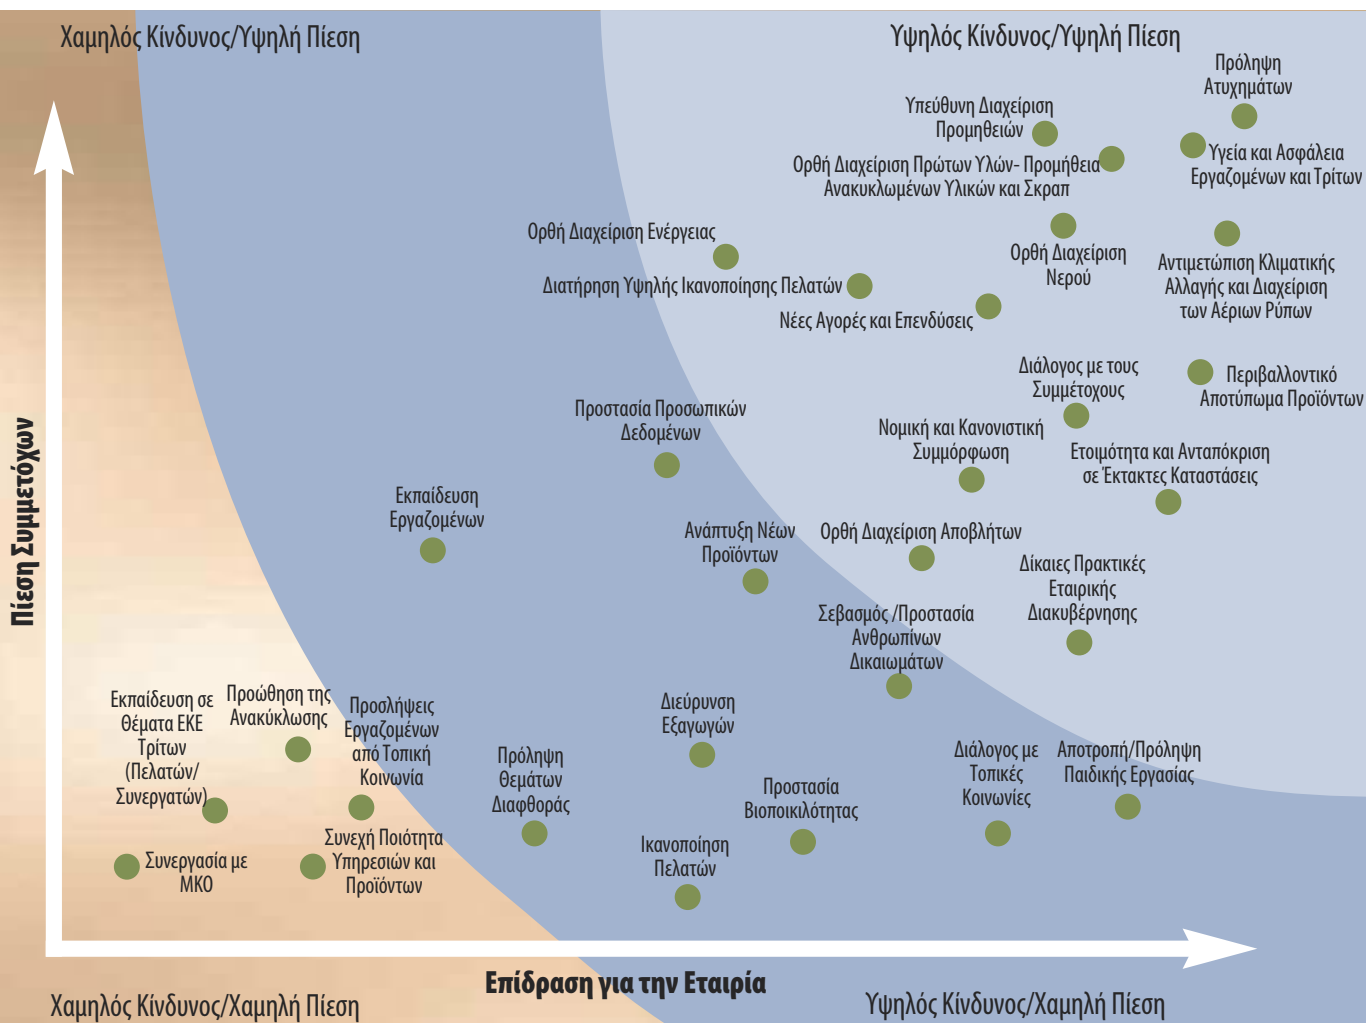 Χαμηλός Κίνδυνος/Υψηλή Πίεση
Υψηλός Κίνδυνος/Υψηλή Πίεση
Πρόληψη
Ατυχημάτων
Υπεύθυνη Διαχείριση
Προμηθειών
Υγεία και Ασφάλεια
Εργαζομένων και Τρίτων
Ορθή Διαχείριση Πρώτων Υλών- Προμήθεια
Ανακυκλωμένων Υλικών και Σκραπ
Ορθή Διαχείριση Ενέργειας
Ορθή Διαχείριση
Νερού
Αντιμετώπιση Κλιματικής
Αλλαγής και Διαχείριση
των Αέριων Ρύπων
Διατήρηση Υψηλής Ικανοποίησης Πελατών
Νέες Αγορές και Επενδύσεις
Διάλογος με τους
Συμμέτοχους
Περιβαλλοντικό
Αποτύπωμα Προϊόντων
Προστασία Προσωπικών
Δεδομένων
Νομική και Κανονιστική
Συμμόρφωση
Ετοιμότητα και Ανταπόκριση
σε Έκτακτες Καταστάσεις
Εκπαίδευση
Εργαζομένων
Ανάπτυξη Νέων
Προϊόντων
Ορθή Διαχείριση Αποβλήτων
Δίκαιες Πρακτικές
Εταιρικής
Διακυβέρνησης
Σεβασμός /Προστασία
Ανθρωπίνων
Δικαιωμάτων
Πίεση Συμμετόχων
Εκπαίδευση σε
Θέματα ΕΚΕ
Τρίτων
(Πελατών/
Συνεργατών)
Προώθηση της
Ανακύκλωσης
Προσλήψεις
Εργαζομένων
από Τοπική
Κοινωνία
Διεύρυνση
Εξαγωγών
Πρόληψη
Θεμάτων
Διαφθοράς
Διάλογος με
Τοπικές
Κοινωνίες
Αποτροπή/Πρόληψη
Παιδικής Εργασίας
Προστασία
Βιοποικιλότητας
Συνεργασία με
ΜΚΟ
Συνεχή Ποιότητα
Υπηρεσιών και
Προϊόντων
Ικανοποίηση
Πελατών
Επίδραση για την Εταιρία
Χαμηλός Κίνδυνος/Χαμηλή Πίεση
Υψηλός Κίνδυνος/Χαμηλή Πίεση